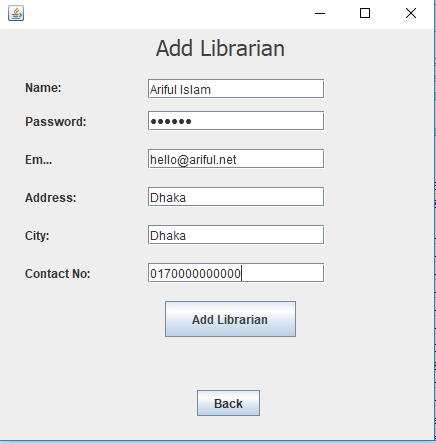 Add Librarian
Name: Ariful Islam
Password: ••••••
Em... hello@ariful.net
Address: Dhaka
City: Dhaka
Contact No: 0170000000000
Add Librarian
Back